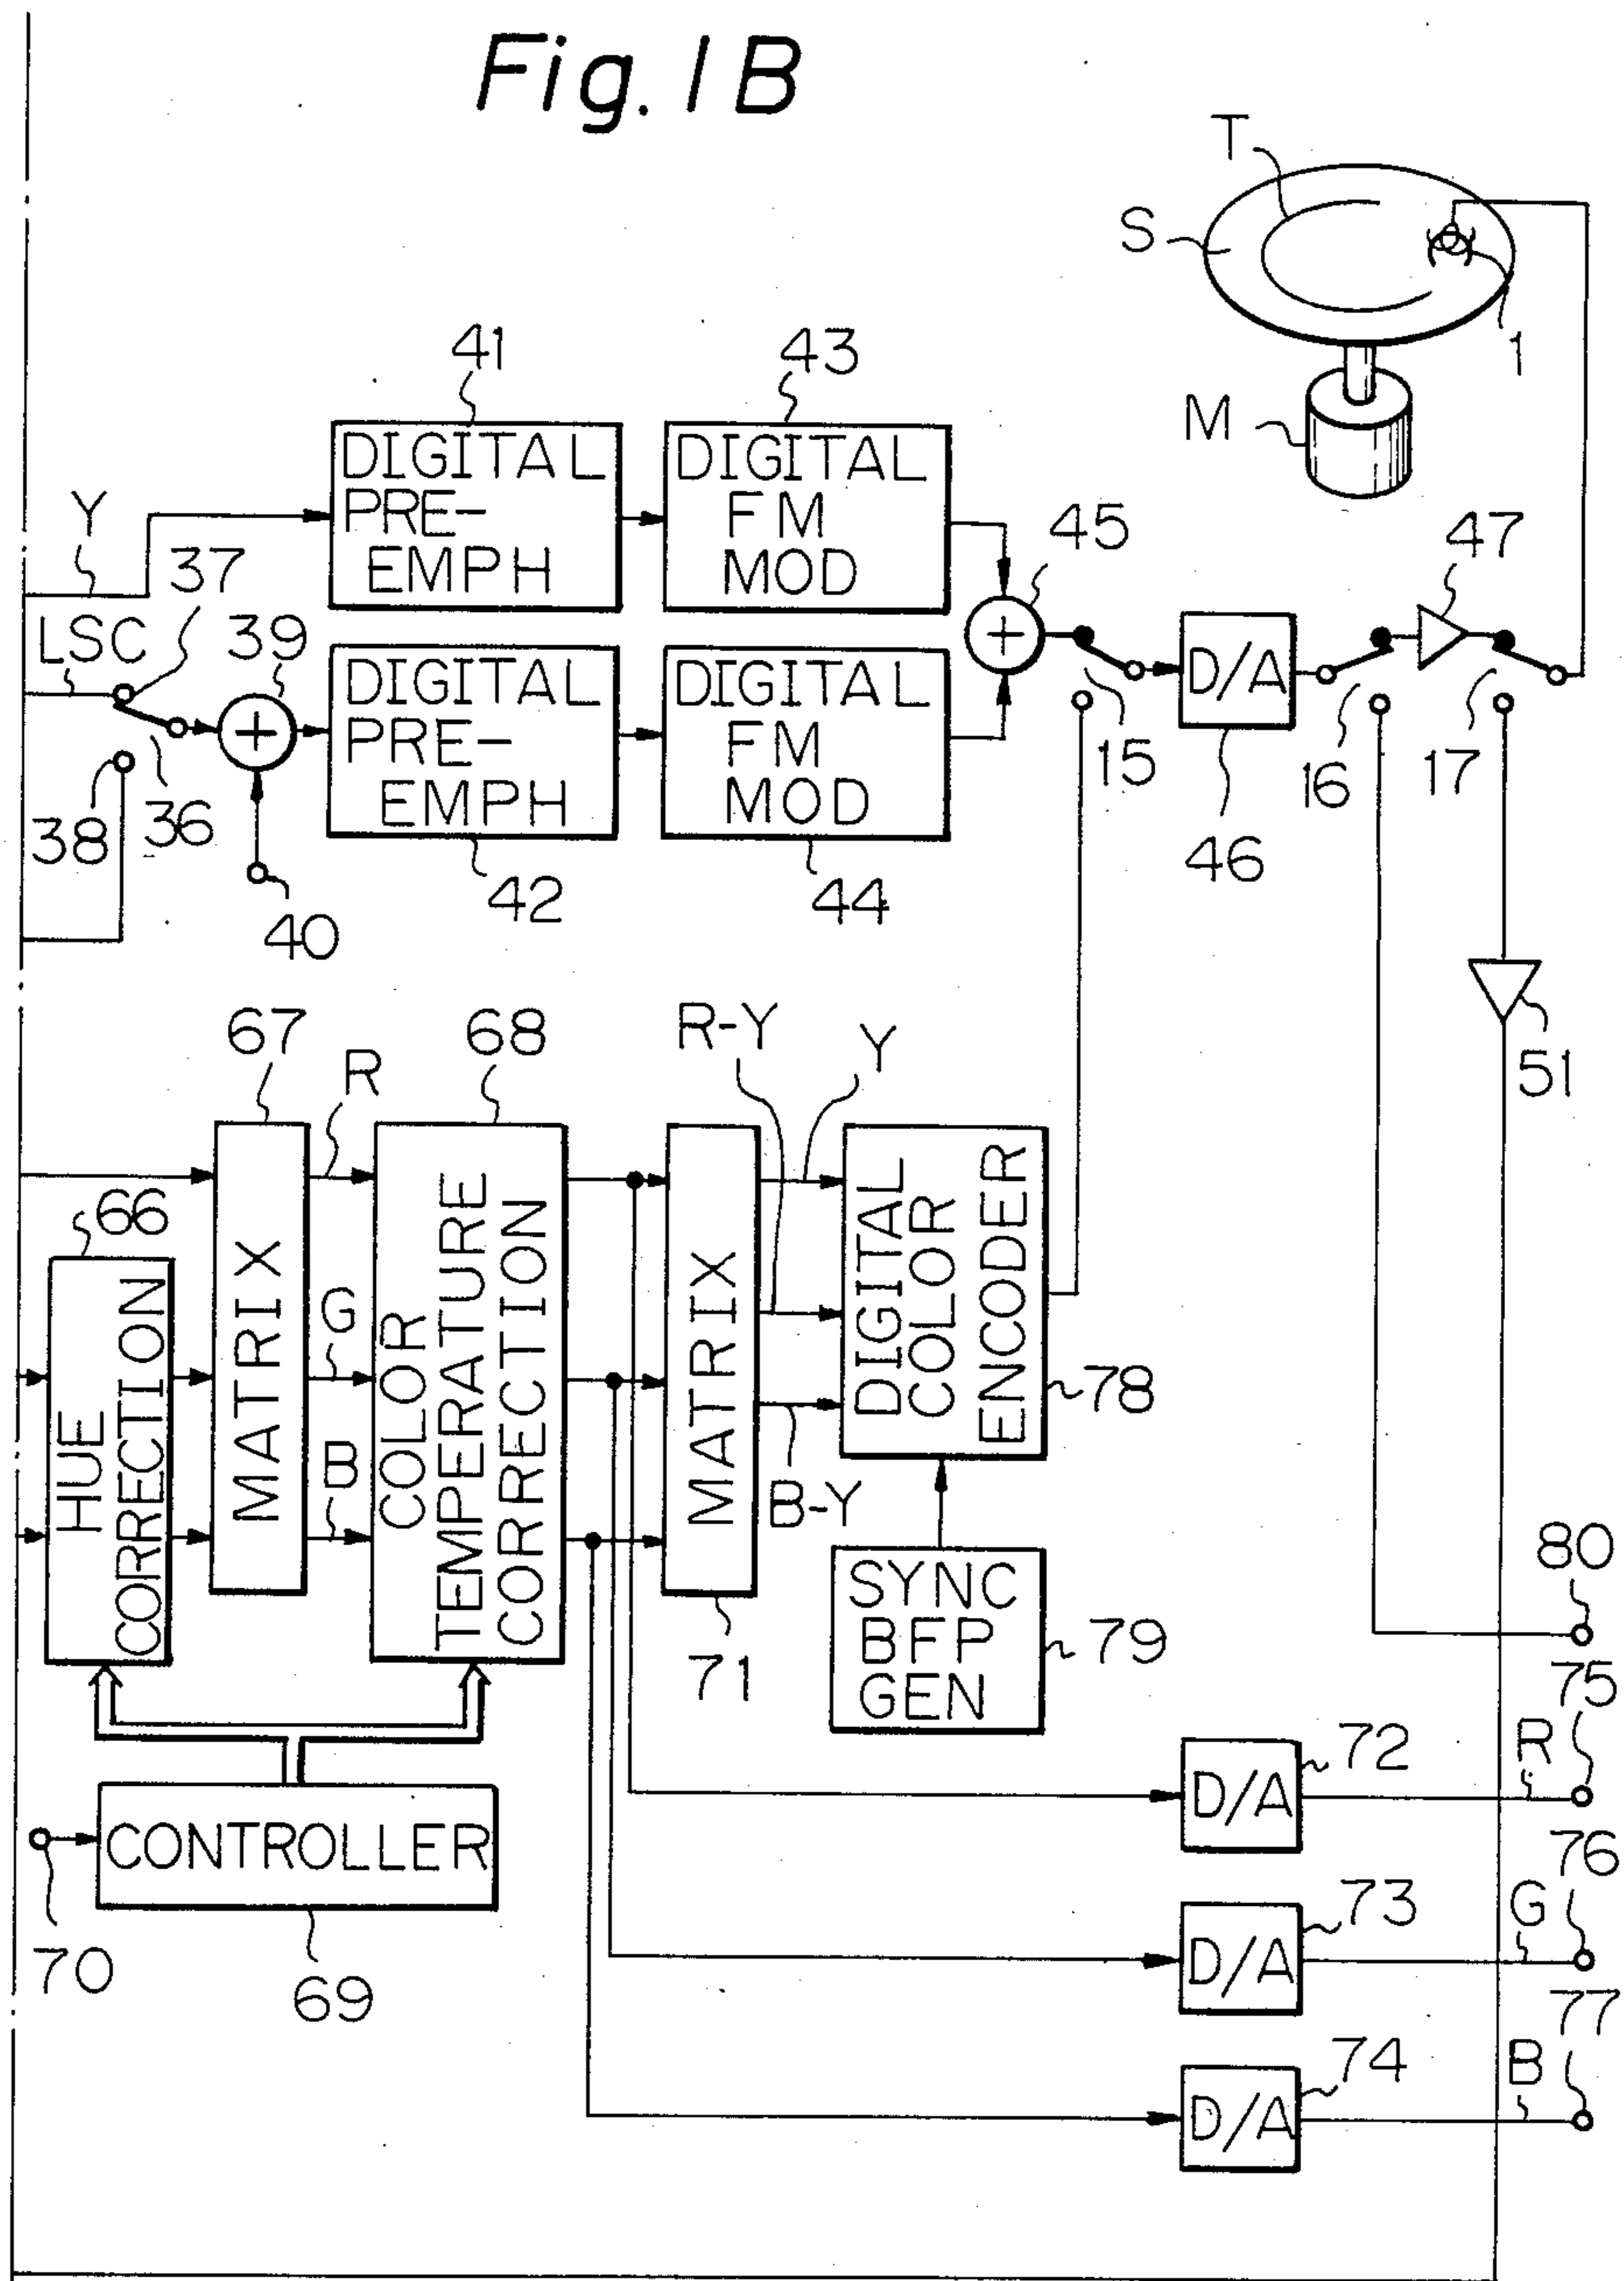 Fig. 1B
T
S
1
M
41
43
DIGITAL
PRE-
EMPH
DIGITAL
FM
MOD
Y
37
45
47
LSC
39
DIGITAL
PRE-
EMPH
DIGITAL
FM
MOD
D/A
38
36
15
16
17
42
44
46
40
51
67
R
68
R-Y
Y
66
HUE
CORRECTION
MATRIX
G
B
COLOR
TEMPERATURE
CORRECTION
MATRIX
B-Y
DIGITAL
COLOR
ENCODER
78
71
SYNC
BFP
GEN
79
80
75
D/A
72
R
CONTROLLER
70
69
76
D/A
73
G
77
D/A
74
B